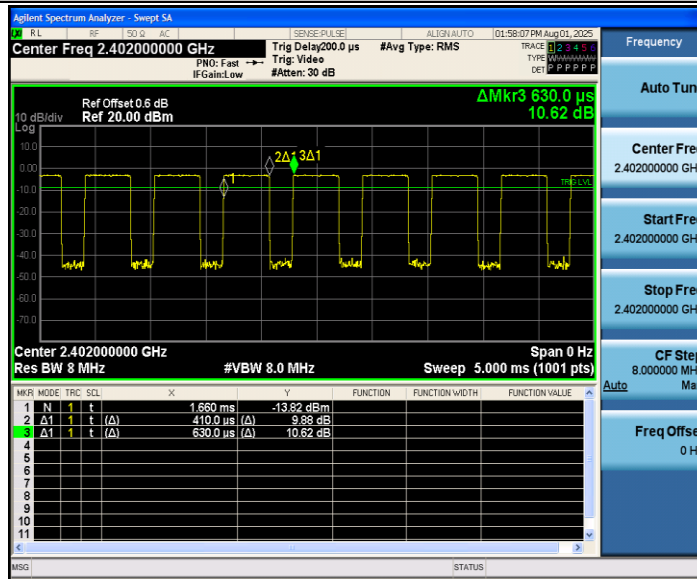 Agilent Spectrum Analyzer - Swept SA
RL RF 50 Ω AC SENSE:PULSE ALIGNAUTO 01:58:07 PM Aug 01, 2025
Center Freq 2.402000000 GHz
PNO: Fast
IFGain:Low
Trig Delay200.0 µs
Trig: Video
#Atten: 30 dB
#Avg Type: RMS
TRACE 1 2 3 4 5 6
TYPE
DET P P P P P P
Frequency
Auto Tun
Center Fre
2.402000000 GH
Start Fre
2.402000000 GH
Stop Fre
2.402000000 GH
CF Step
8.000000 MH
Auto Ma
Freq Offse
0 H
ΔMkr3 630.0 µs
10.62 dB
Ref Offset 0.6 dB
10 dB/div Ref 20.00 dBm
Log
10.0
0.00
-10.0
-20.0
-30.0
-40.0
-50.0
-60.0
-70.0
1
2Δ1
3Δ1
TRIG LVL
Center 2.402000000 GHz Span 0 Hz
Res BW 8 MHz #VBW 8.0 MHz Sweep 5.000 ms (1001 pts)
MKR MODE TRC SCL X Y FUNCTION FUNCTION WIDTH FUNCTION VALUE
1 N 1 t 1.660 ms -13.82 dBm
2 Δ1 1 t (Δ) 410.0 µs (Δ) 9.88 dB
3 Δ1 1 t (Δ) 630.0 µs (Δ) 10.62 dB
4
5
6
7
8
9
10
11
MSG STATUS